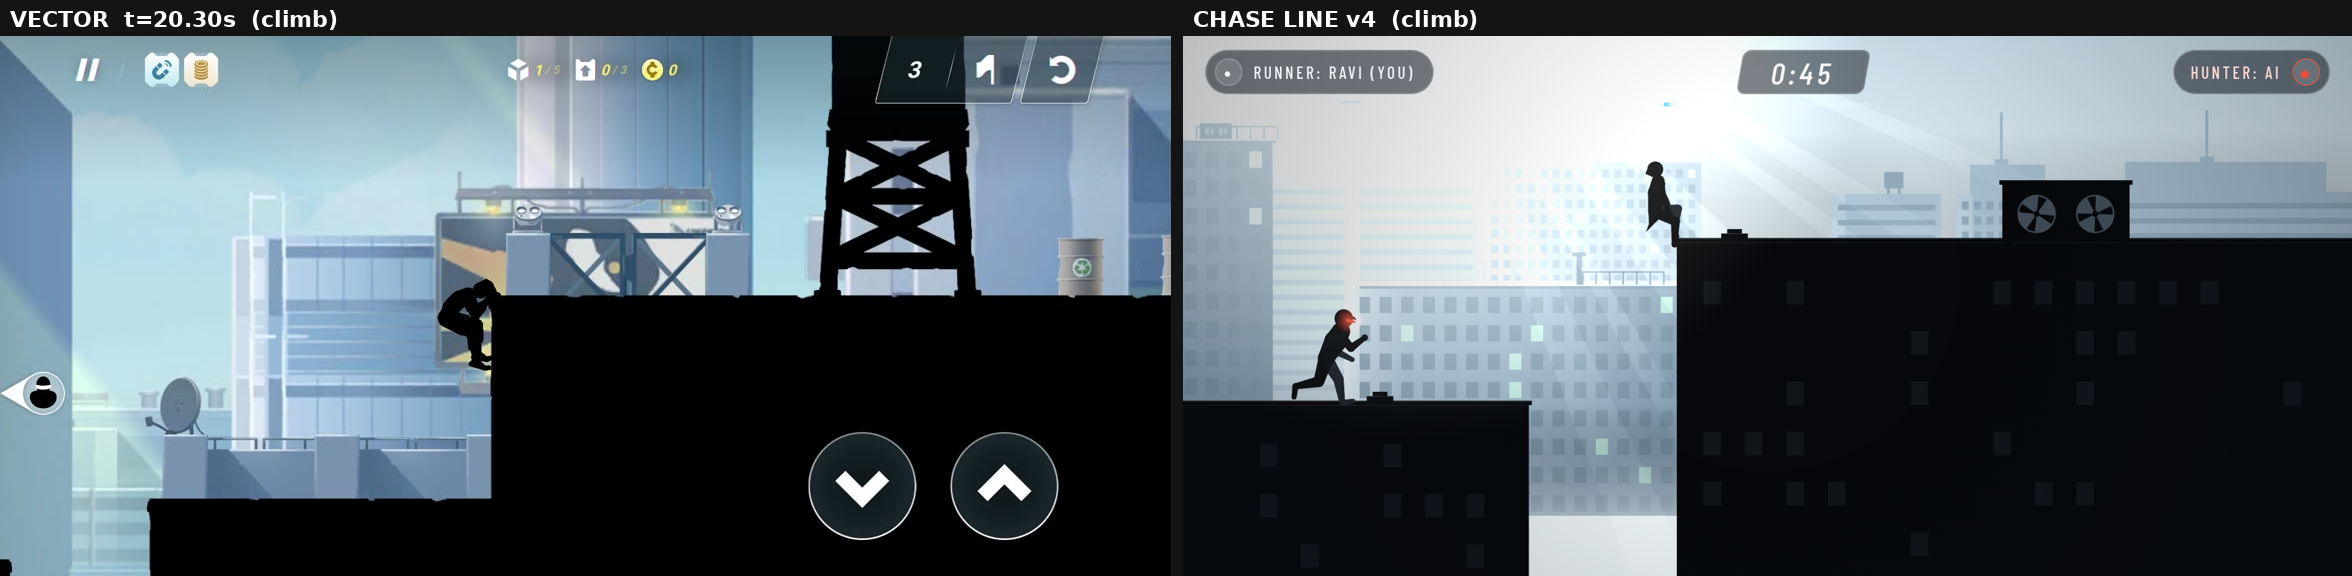 VECTOR t=20.30s (climb)
CHASE LINE v4 (climb)
1/5 0/3 0
3
RUNNER: RAVI (YOU)
0:45
HUNTER: AI